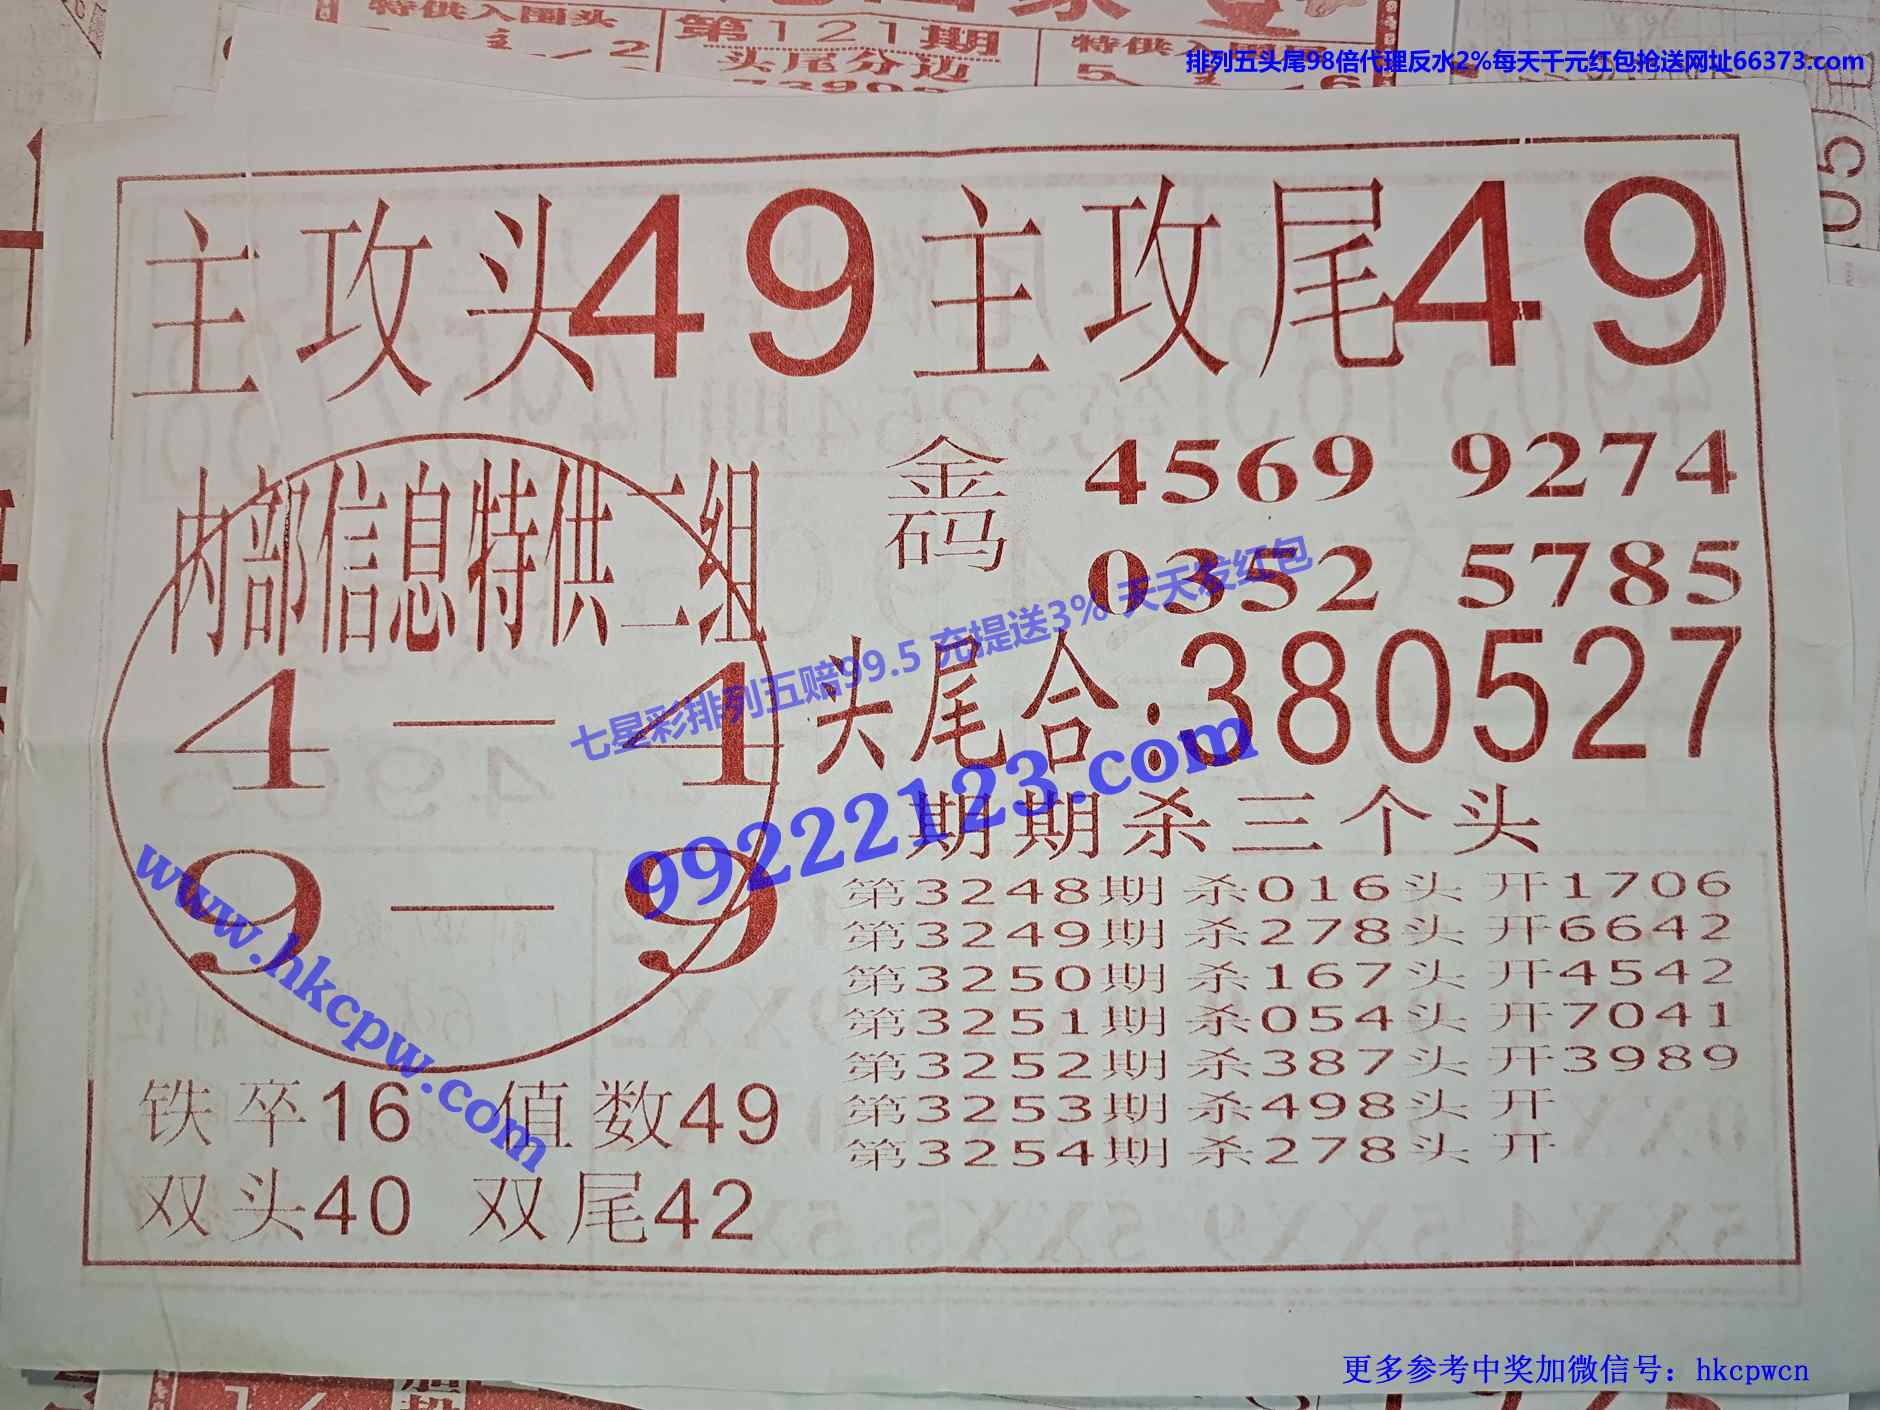 特供入围头
第121期
头尾分边
排列五头尾98倍代理反水2%每天千元红包抢送网址66373.com
主攻头49 主攻尾49
内部信息特供二组
4—4
9—9
金码
4569 9274
0352 5785
七星彩排列五赔99.5 充提送3% 天天发红包
头尾合:380527
99222123.com
www.hkcpw.com
期期杀三个头
第3248期 杀016头 开1706
第3249期 杀278头 开6642
第3250期 杀167头 开4542
第3251期 杀054头 开7041
第3252期 杀387头 开3989
第3253期 杀498头 开
第3254期 杀278头 开
铁卒16 值数49
双头40 双尾42
更多参考中奖加微信号：hkcpwcn